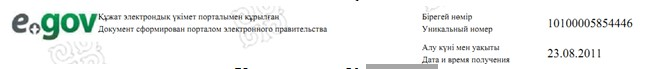 e.gov
Құжат электрондық үкімет порталымен құрылған
Документ сформирован порталом электронного правительства
Бірегей нөмір
Уникальный номер
10100005854446
Алу күні мен уақыты
Дата и время получения
23.08.2011